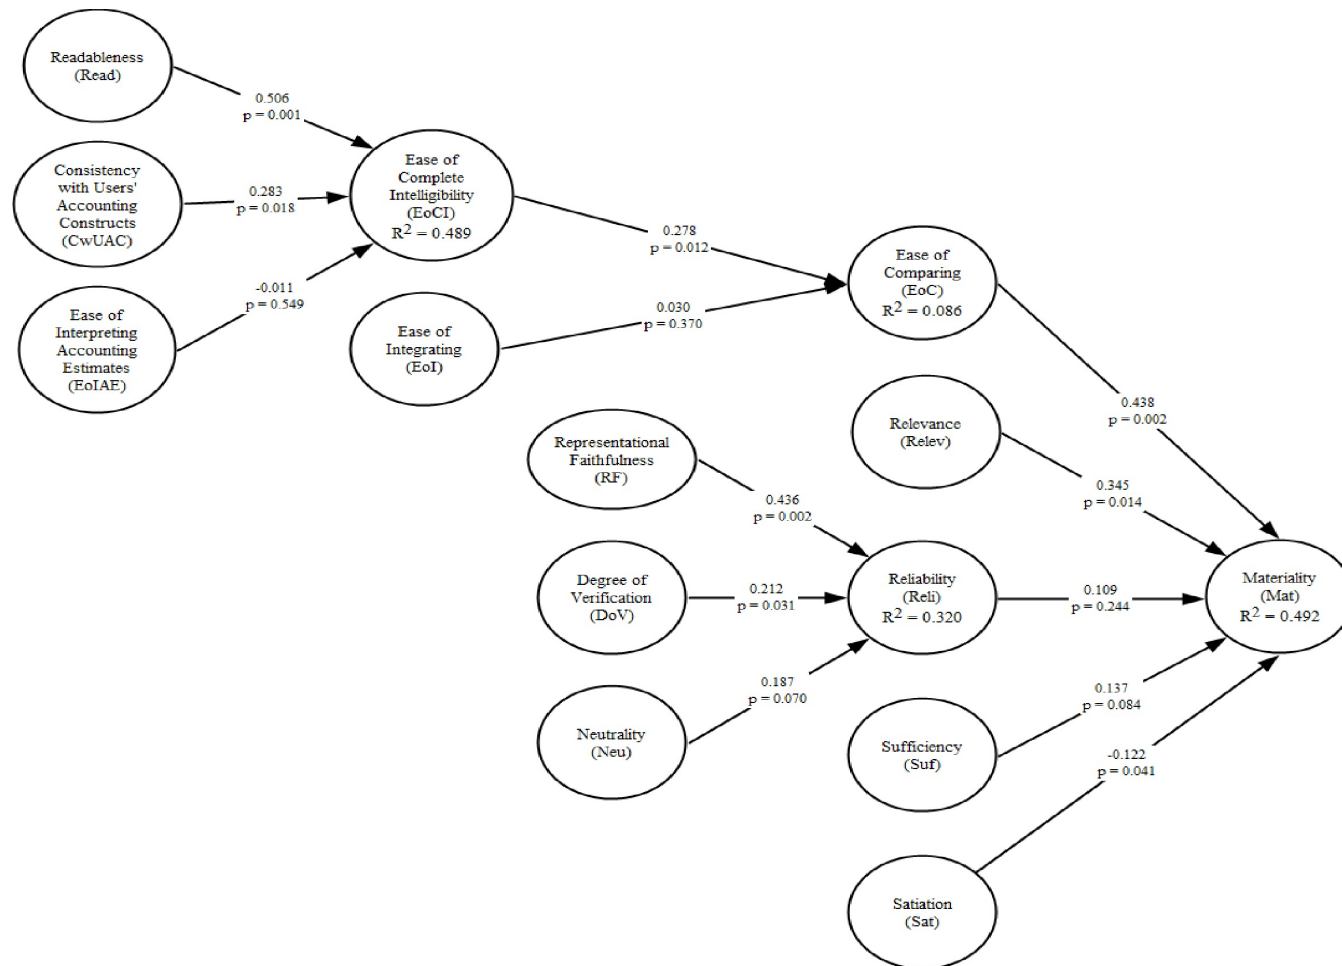 Readableness
(Read)
0.506
p = 0.001
Consistency
with Users'
Accounting
Constructs
(CwUAC)
0.283
p = 0.018
Ease of
Interpreting
Accounting
Estimates
(EoIAE)
-0.011
p = 0.549
Ease of
Complete
Intelligibility
(EoCI)
R² = 0.489
0.278
p = 0.012
Ease of
Integrating
(EoI)
0.030
p = 0.370
Ease of
Comparing
(EoC)
R² = 0.086
0.438
p = 0.002
Relevance
(Relev)
0.345
p = 0.014
Representational
Faithfulness
(RF)
0.436
p = 0.002
Degree of
Verification
(DoV)
0.212
p = 0.031
Neutrality
(Neu)
0.187
p = 0.070
Reliability
(Reli)
R² = 0.320
0.109
p = 0.244
Materiality
(Mat)
R² = 0.492
Sufficiency
(Suf)
0.137
p = 0.084
Satiation
(Sat)
-0.122
p = 0.041